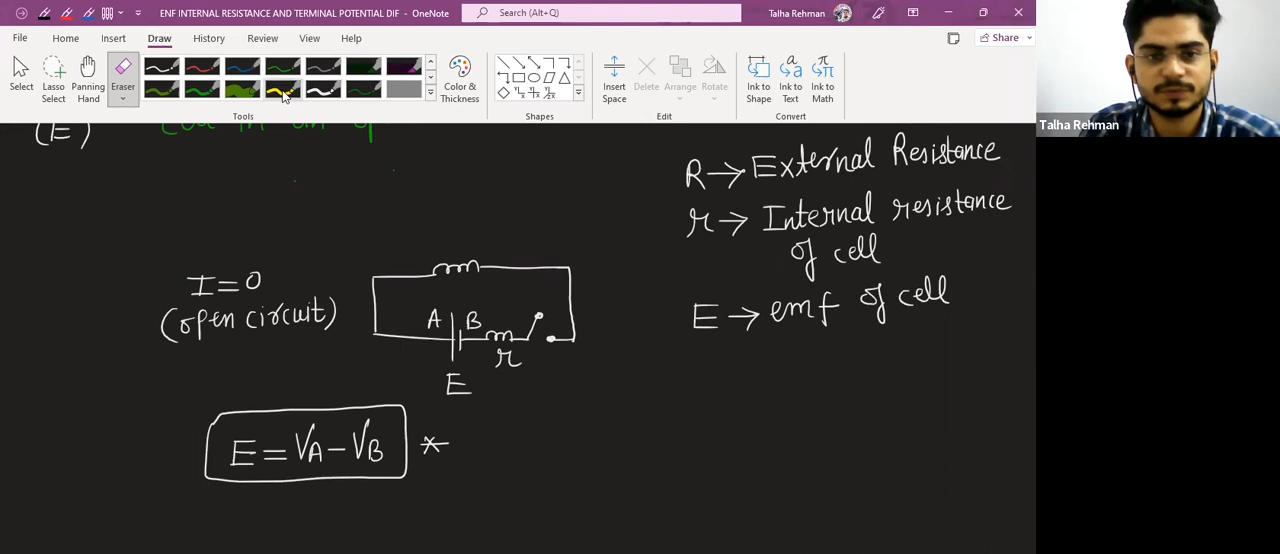 ENF INTERNAL RESISTANCE AND TERMINAL POTENTIAL DIF - OneNote
Search (Alt+Q)
Talha Rehman
File Home Insert Draw History Review View Help
Share
Select
Lasso Select
Panning Hand
Eraser
Color & Thickness
Insert Space
Delete
Arrange
Rotate
Ink to Shape
Ink to Text
Ink to Math
Tools
Shapes
Edit
Convert
Talha Rehman
(E)
R → External Resistance
r → Internal resistance
of cell
E → emf of cell
I = 0
(open circuit)
A B
r
E
E = VA - VB *